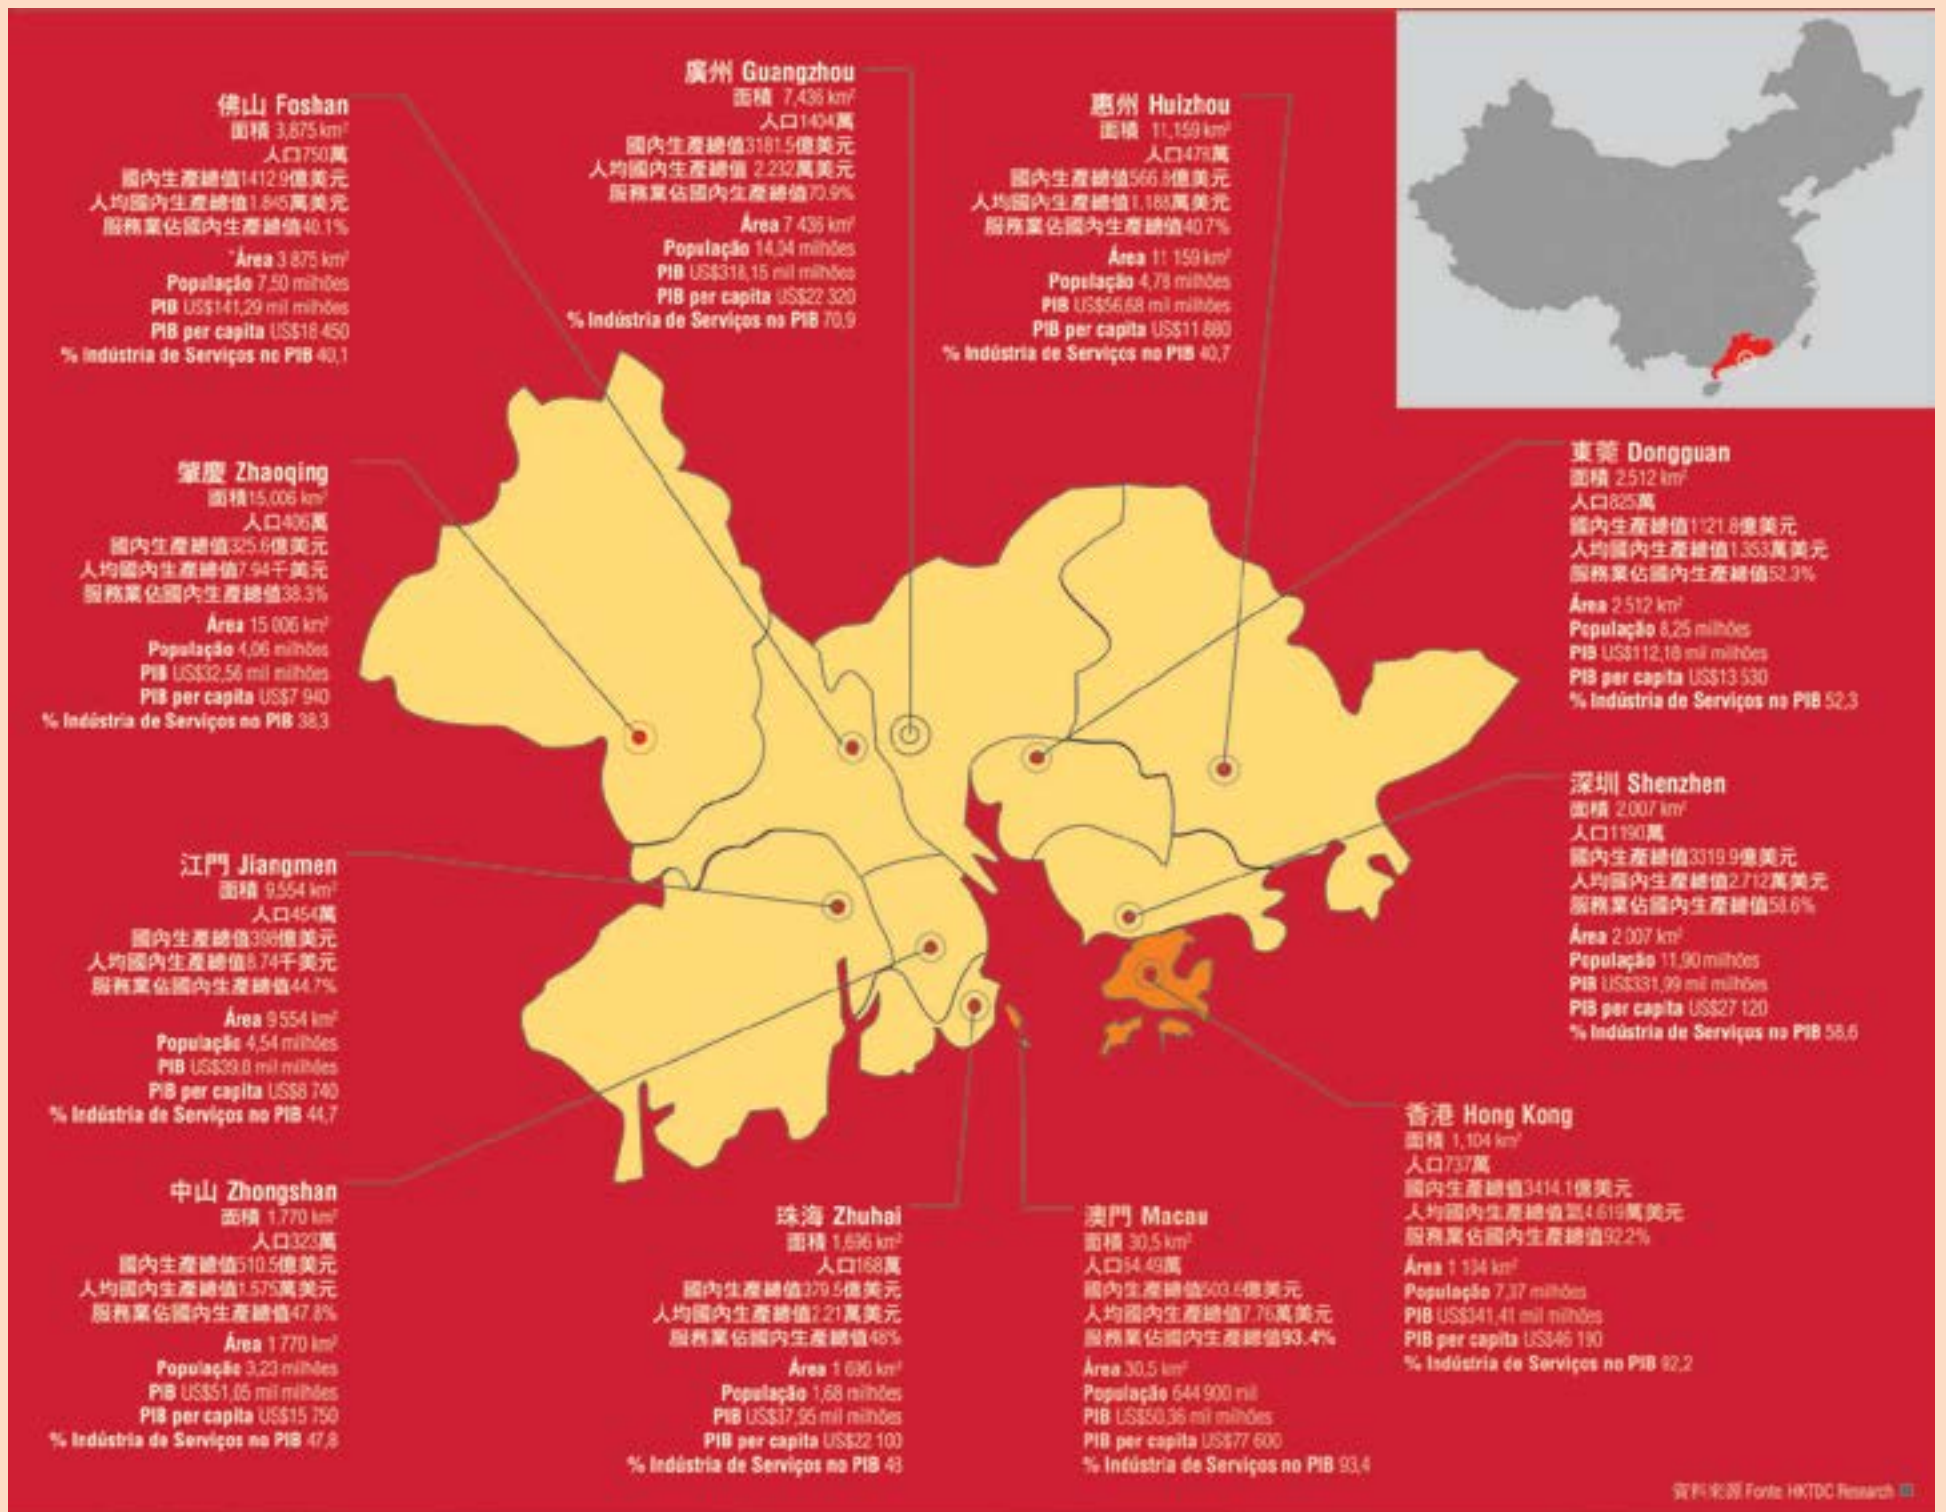 廣州 Guangzhou
面積 7,436 km²
人口1404萬
國內生產總值3181.5億美元
人均國內生產總值 2.232萬美元
服務業佔國內生產總值70.9%
Área 7 436 km²
População 14,04 milhões
PIB US$318,15 mil milhões
PIB per capita US$22 320
% Indústria de Serviços no PIB 70,9
佛山 Foshan
面積 3,875 km²
人口750萬
國內生產總值1412.9億美元
人均國內生產總值1.845萬美元
服務業佔國內生產總值40.1%
Área 3 875 km²
População 7,50 milhões
PIB US$141,29 mil milhões
PIB per capita US$18 450
% Indústria de Serviços no PIB 40,1
惠州 Huizhou
面積 11,159 km²
人口478萬
國內生產總值566.8億美元
人均國內生產總值1.188萬美元
服務業佔國內生產總值40.7%
Área 11 159 km²
População 4,78 milhões
PIB US$56,68 mil milhões
PIB per capita US$11 880
% Indústria de Serviços no PIB 40,7
肇慶 Zhaoqing
面積15,006 km²
人口406萬
國內生產總值325.6億美元
人均國內生產總值7.94千美元
服務業佔國內生產總值38.3%
Área 15 006 km²
População 4,06 milhões
PIB US$32,56 mil milhões
PIB per capita US$7 940
% Indústria de Serviços no PIB 38,3
東莞 Dongguan
面積 2,512 km²
人口825萬
國內生產總值1121.8億美元
人均國內生產總值1.353萬美元
服務業佔國內生產總值52.3%
Área 2 512 km²
População 8,25 milhões
PIB US$112,18 mil milhões
PIB per capita US$13 530
% Indústria de Serviços no PIB 52,3
深圳 Shenzhen
面積 2,007 km²
人口1190萬
國內生產總值3319.9億美元
人均國內生產總值2.712萬美元
服務業佔國內生產總值58.6%
Área 2 007 km²
População 11,90 milhões
PIB US$331,99 mil milhões
PIB per capita US$27 120
% Indústria de Serviços no PIB 58,6
江門 Jiangmen
面積 9,554 km²
人口454萬
國內生產總值398億美元
人均國內生產總值8.74千美元
服務業佔國內生產總值44.7%
Área 9 554 km²
População 4,54 milhões
PIB US$39,8 mil milhões
PIB per capita US$8 740
% Indústria de Serviços no PIB 44,7
香港 Hong Kong
面積 1,104 km²
人口737萬
國內生產總值3414.1億美元
人均國內生產總值4.619萬美元
服務業佔國內生產總值92.2%
Área 1 104 km²
População 7,37 milhões
PIB US$341,41 mil milhões
PIB per capita US$46 190
% Indústria de Serviços no PIB 92,2
中山 Zhongshan
面積 1,770 km²
人口323萬
國內生產總值510.5億美元
人均國內生產總值1.575萬美元
服務業佔國內生產總值47.8%
Área 1 770 km²
População 3,23 milhões
PIB US$51,05 mil milhões
PIB per capita US$15 750
% Indústria de Serviços no PIB 47,8
珠海 Zhuhai
面積 1,696 km²
人口168萬
國內生產總值379.5億美元
人均國內生產總值2.21萬美元
服務業佔國內生產總值48%
Área 1 696 km²
População 1,68 milhões
PIB US$37,95 mil milhões
PIB per capita US$22 100
% Indústria de Serviços no PIB 48
澳門 Macau
面積 30.5 km²
人口64.49萬
國內生產總值503.6億美元
人均國內生產總值7.76萬美元
服務業佔國內生產總值93.4%
Área 30,5 km²
População 644 900 mil
PIB US$50,36 mil milhões
PIB per capita US$77 600
% Indústria de Serviços no PIB 93,4
資料來源 Fonte: HKTDC Research